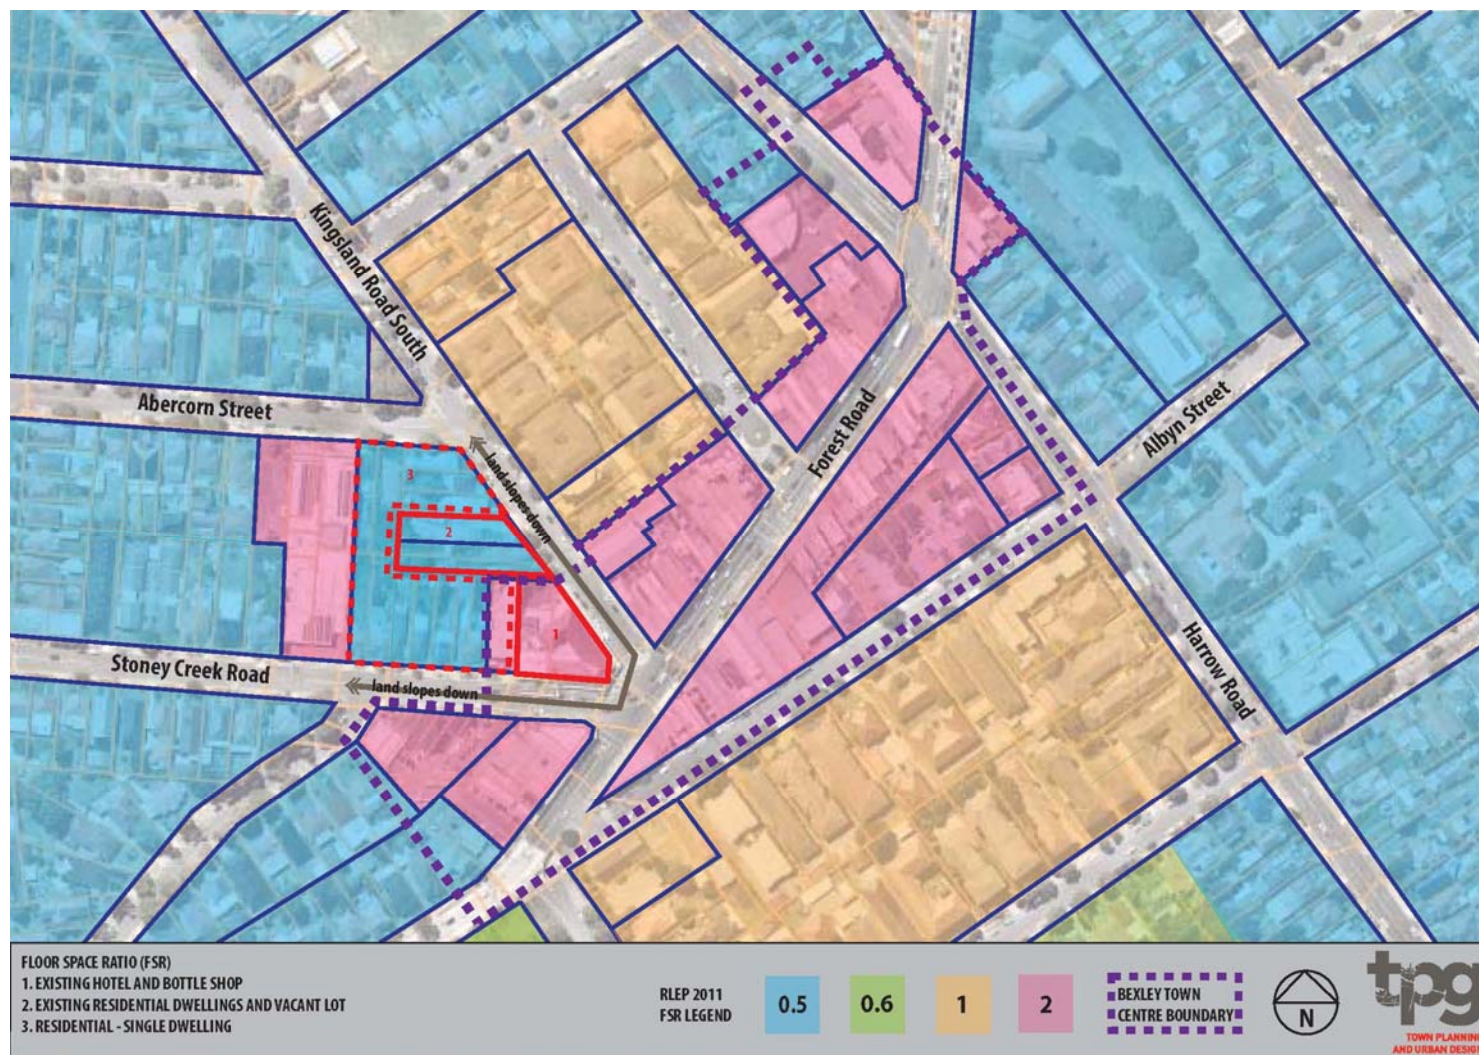 Kingsland Road South
Abercorn Street
land slopes down
3
2
1
Forest Road
Albyn Street
Harrow Road
Stoney Creek Road
land slopes down
FLOOR SPACE RATIO (FSR)
1. EXISTING HOTEL AND BOTTLE SHOP
2. EXISTING RESIDENTIAL DWELLINGS AND VACANT LOT
3. RESIDENTIAL - SINGLE DWELLING
RLEP 2011
FSR LEGEND
0.5
0.6
1
2
BEXLEY TOWN
CENTRE BOUNDARY
N
tpg
TOWN PLANNING
AND URBAN DESIGN